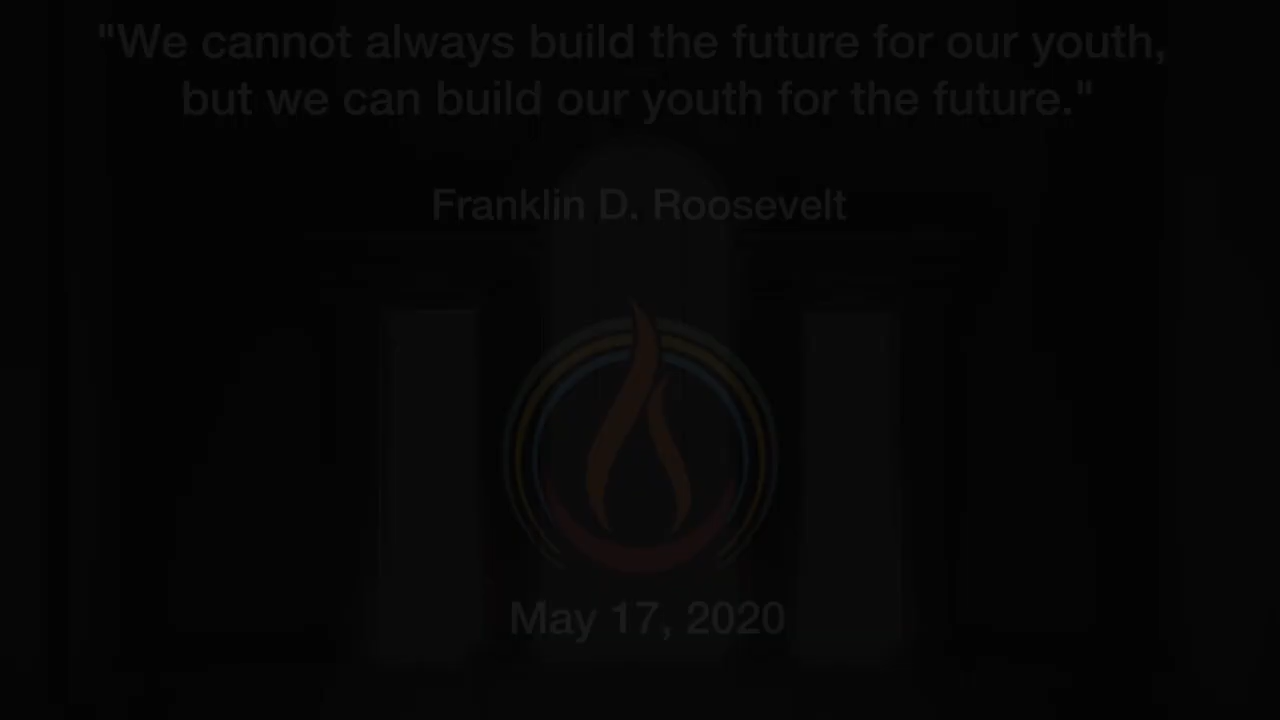 "We cannot always build the future for our youth,
but we can build our youth for the future."
Franklin D. Roosevelt
May 17, 2020